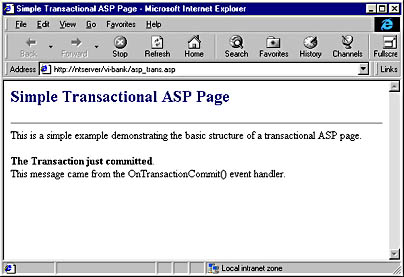 Simple Transactional ASP Page - Microsoft Internet Explorer
File Edit View Go Favorites Help
Back Forward Stop Refresh Home Search Favorites History Channels Fullscre
Address http://ntserver/vi-bank/asp_trans.asp Links
Simple Transactional ASP Page
This is a simple example demonstrating the basic structure of a transactional ASP page.
The Transaction just committed.
This message came from the OnTransactionCommit() event handler.
Local intranet zone